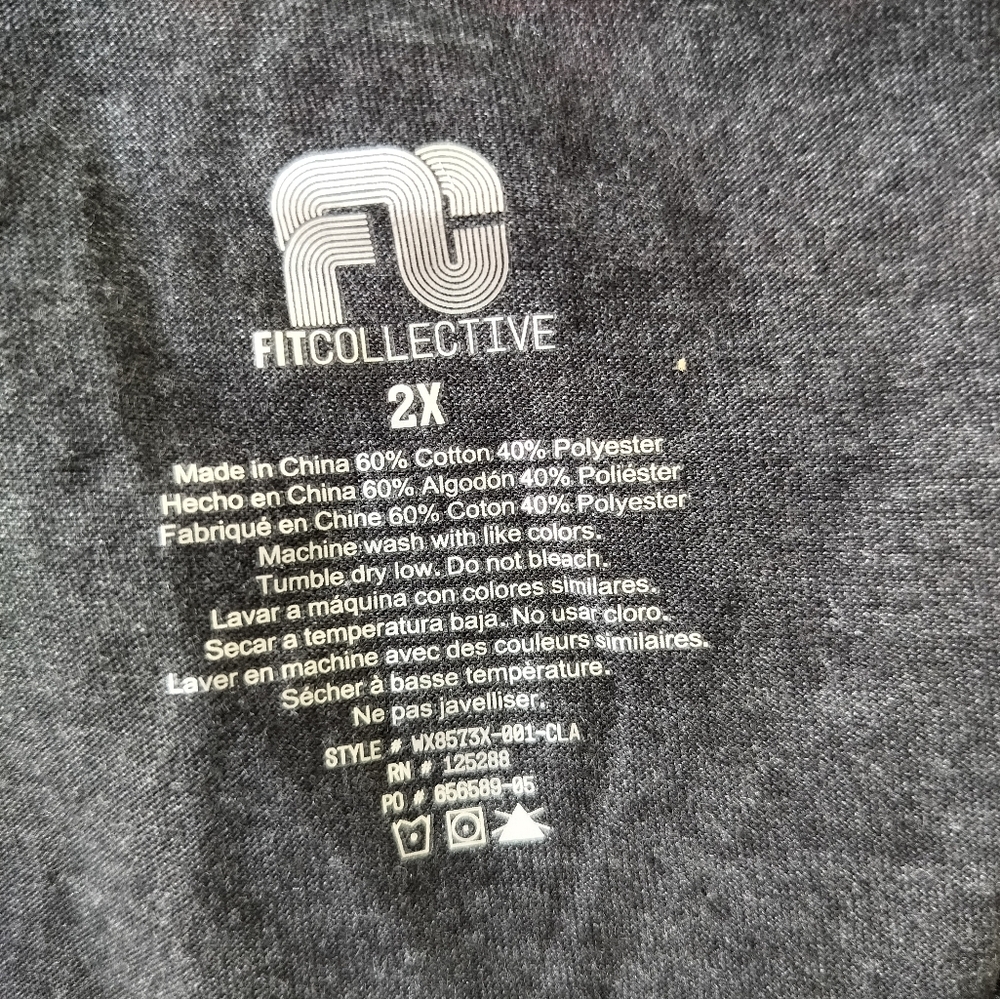 FC
FITCOLLECTIVE
2X
Made in China 60% Cotton 40% Polyester
Hecho en China 60% Algodón 40% Poliéster
Fabriqué en Chine 60% Coton 40% Polyester
Machine wash with like colors.
Tumble dry low. Do not bleach.
Lavar a máquina con colores similares.
Secar a temperatura baja. No usar cloro.
Laver en machine avec des couleurs similaires.
Sécher à basse température.
Ne pas javelliser.
STYLE # WX8573X-001-CLA
RN # 125288
PO # 656589-05